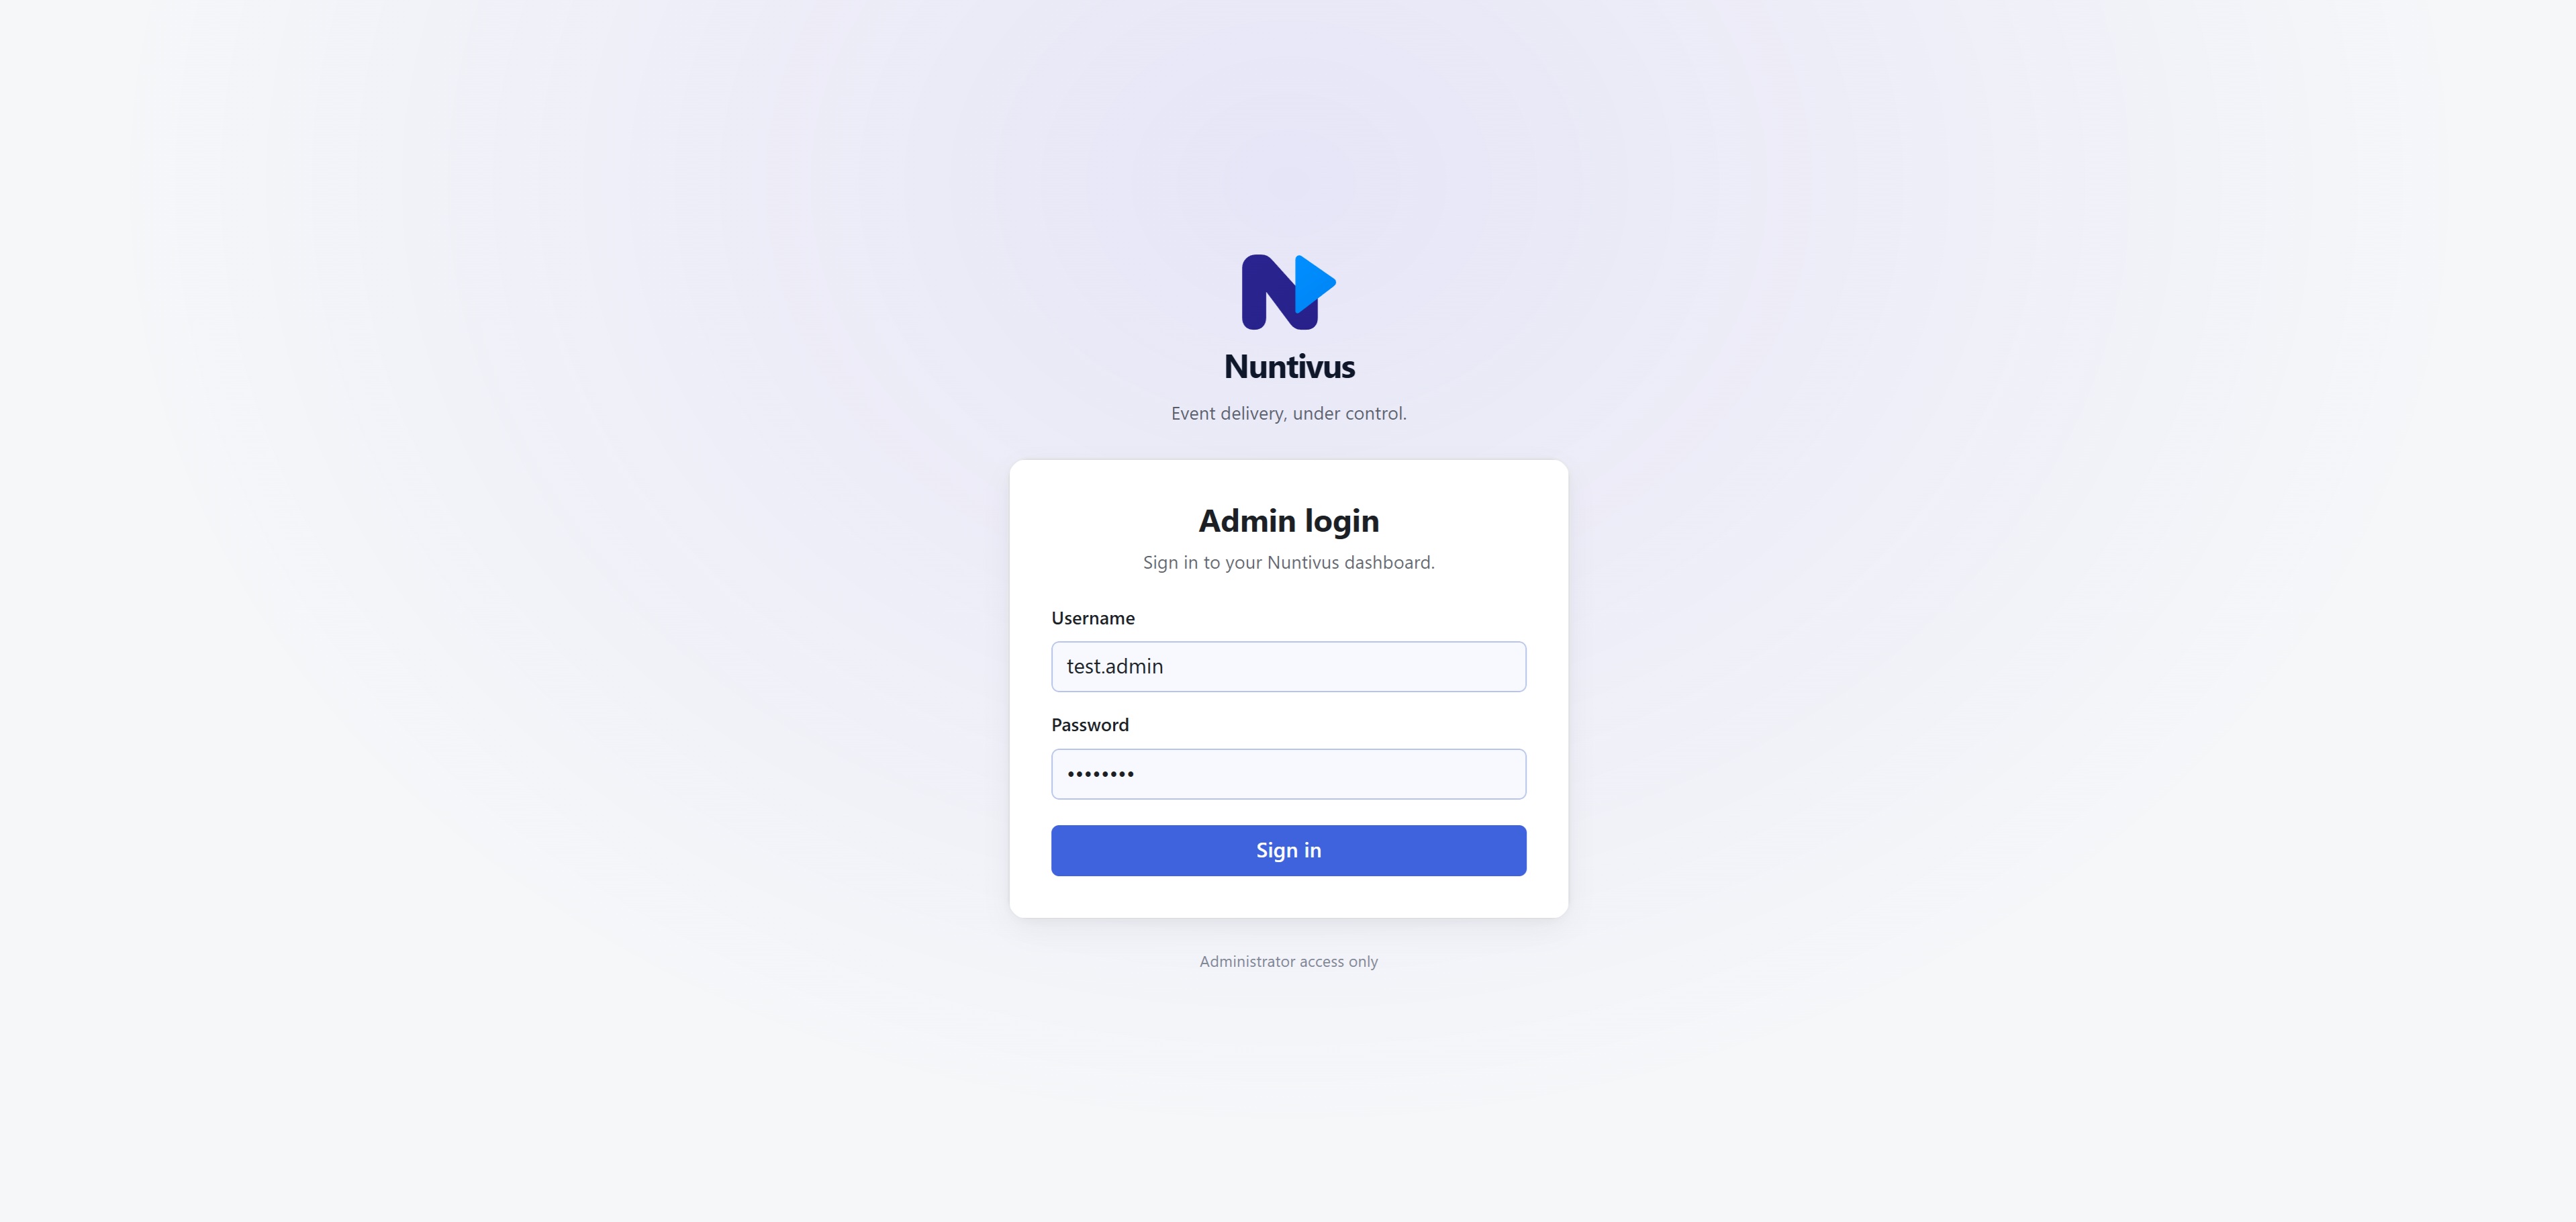 Nuntivus
Event delivery, under control.
Admin login
Sign in to your Nuntivus dashboard.
Username
test.admin
Password
••••••••
Sign in
Administrator access only